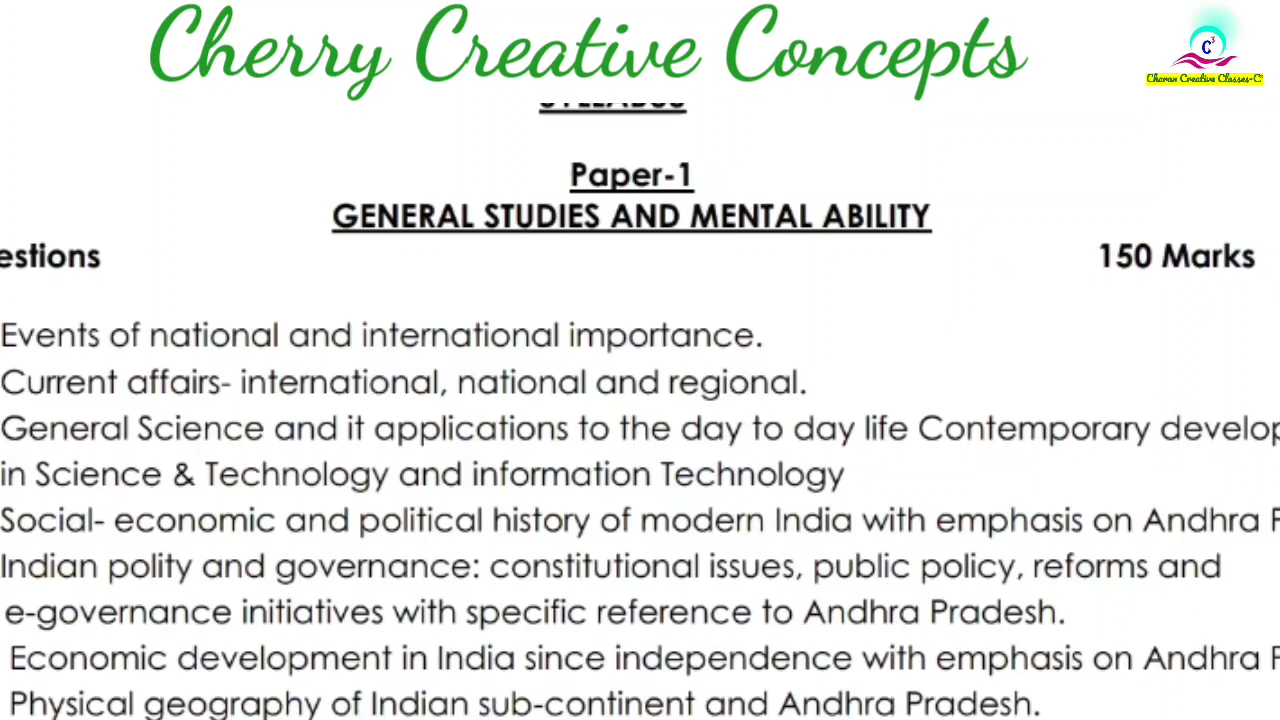 Cherry Creative Concepts
C³
Charan Creative Classes-C³
SYLLABUS
Paper-1
GENERAL STUDIES AND MENTAL ABILITY
estions
150 Marks
Events of national and international importance.
Current affairs- international, national and regional.
General Science and it applications to the day to day life Contemporary develop
in Science & Technology and information Technology
Social- economic and political history of modern India with emphasis on Andhra
Indian polity and governance: constitutional issues, public policy, reforms and
e-governance initiatives with specific reference to Andhra Pradesh.
Economic development in India since independence with emphasis on Andhra
Physical geography of Indian sub-continent and Andhra Pradesh.